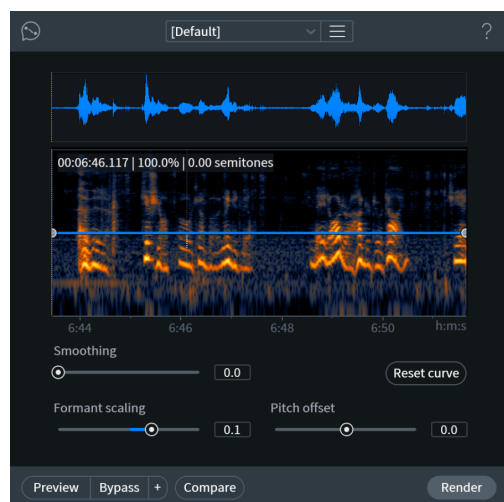 [Default]
?
00:06:46.117 | 100.0% | 0.00 semitones
6:44 6:46 6:48 6:50 h:m:s
Smoothing
0.0 Reset curve
Formant scaling Pitch offset
0.1 0.0
Preview Bypass + Compare Render